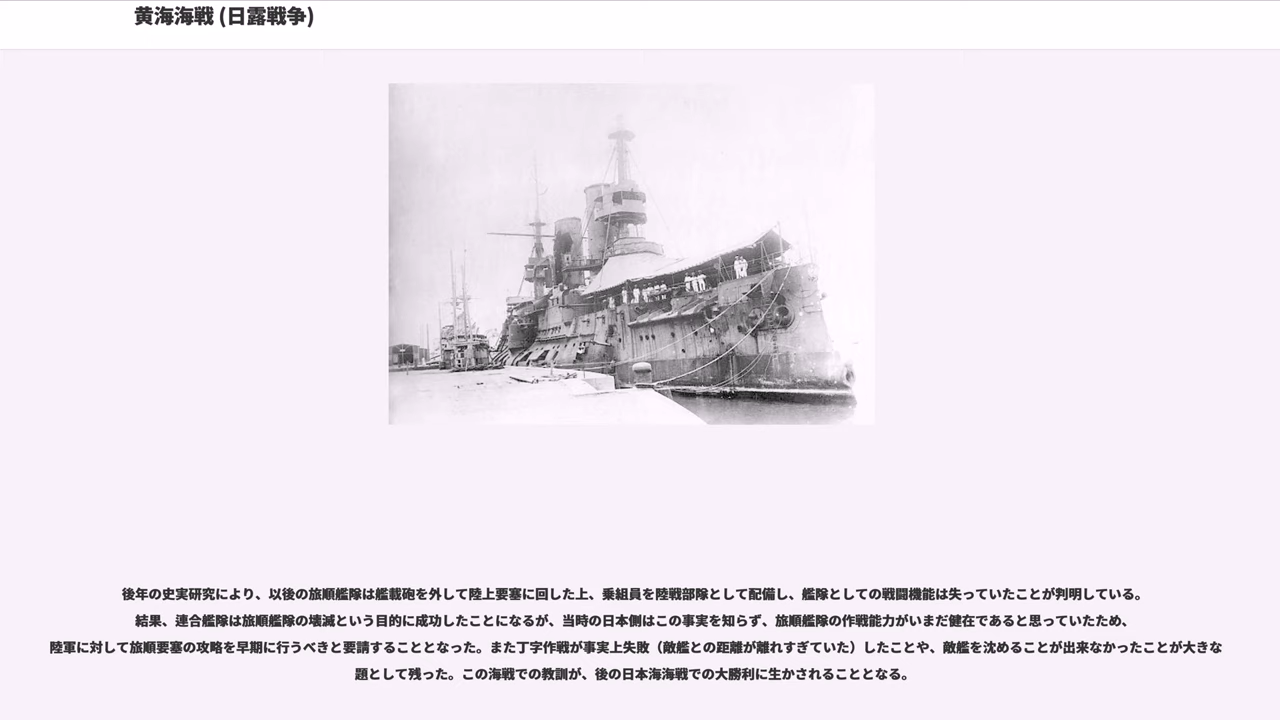 黄海海戦 (日露戦争)
後年の史実研究により、以後の旅順艦隊は艦載砲を外して陸上要塞に回した上、乗組員を陸戦部隊として配備し、艦隊としての戦闘機能は失っていたことが判明している。
結果、連合艦隊は旅順艦隊の壊滅という目的に成功したことになるが、当時の日本側はこの事実を知らず、旅順艦隊の作戦能力がいまだ健在であると思っていたため、
陸軍に対して旅順要塞の攻略を早期に行うべきと要請することとなった。また丁字作戦が事実上失敗（敵艦との距離が離れすぎていた）したことや、敵艦を沈めることが出来なかったことが大きな
題として残った。この海戦での教訓が、後の日本海海戦での大勝利に生かされることとなる。